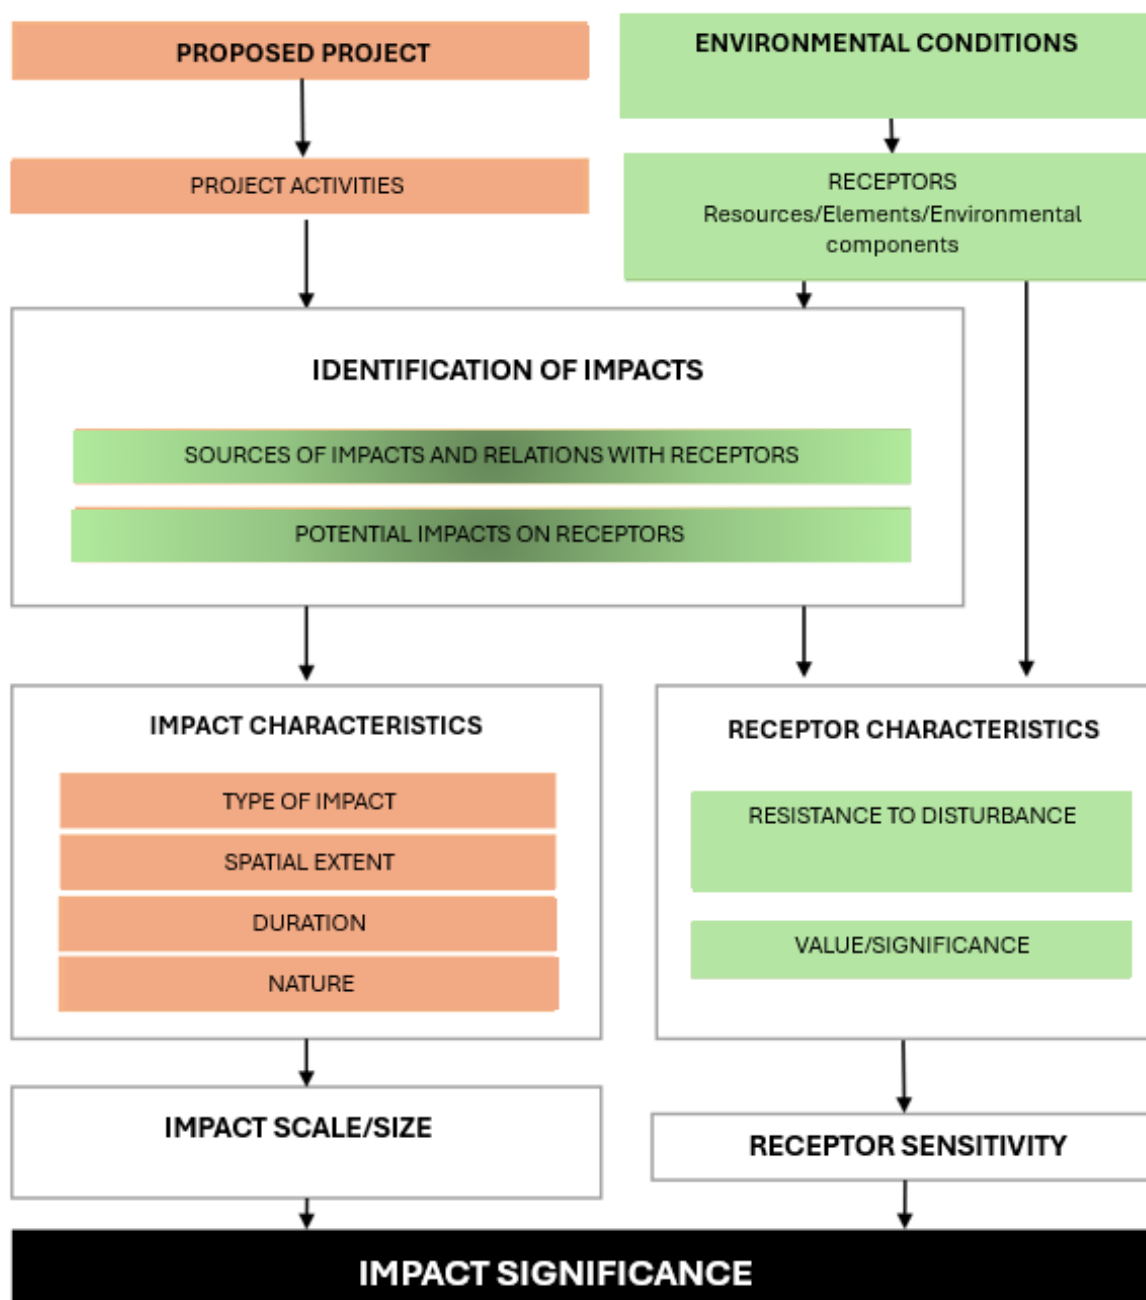 PROPOSED PROJECT
ENVIRONMENTAL CONDITIONS
PROJECT ACTIVITIES
RECEPTORS
Resources/Elements/Environmental
components
IDENTIFICATION OF IMPACTS
SOURCES OF IMPACTS AND RELATIONS WITH RECEPTORS
POTENTIAL IMPACTS ON RECEPTORS
IMPACT CHARACTERISTICS
TYPE OF IMPACT
SPATIAL EXTENT
DURATION
NATURE
RECEPTOR CHARACTERISTICS
RESISTANCE TO DISTURBANCE
VALUE/SIGNIFICANCE
IMPACT SCALE/SIZE
RECEPTOR SENSITIVITY
IMPACT SIGNIFICANCE